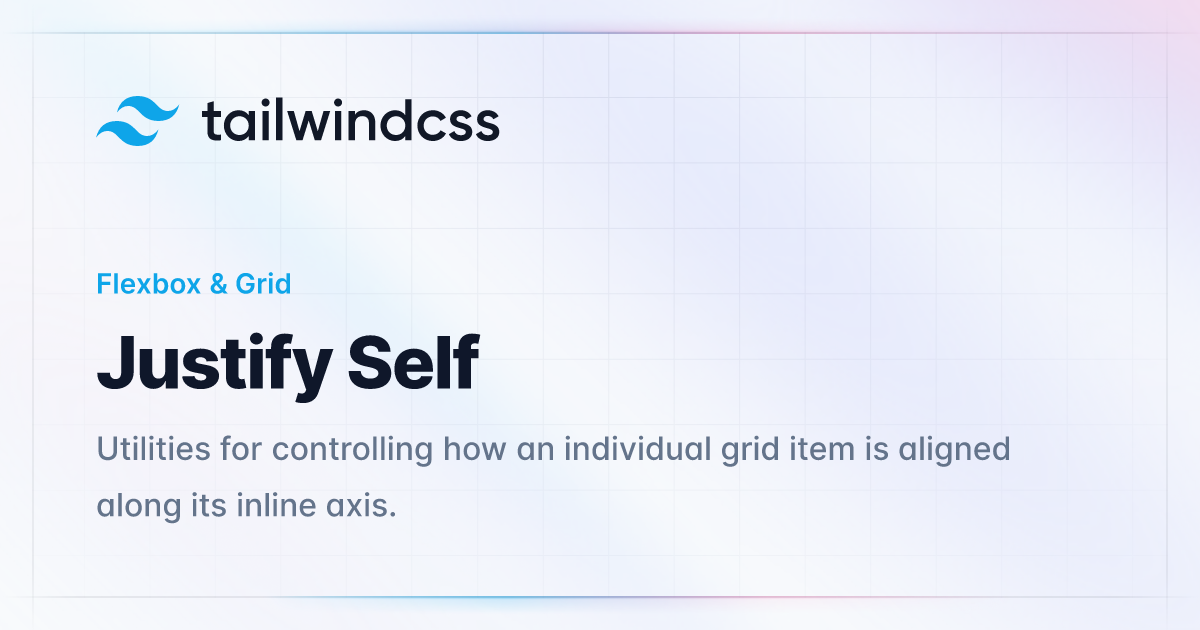 tailwindcss
Flexbox & Grid
Justify Self
Utilities for controlling how an individual grid item is aligned
along its inline axis.